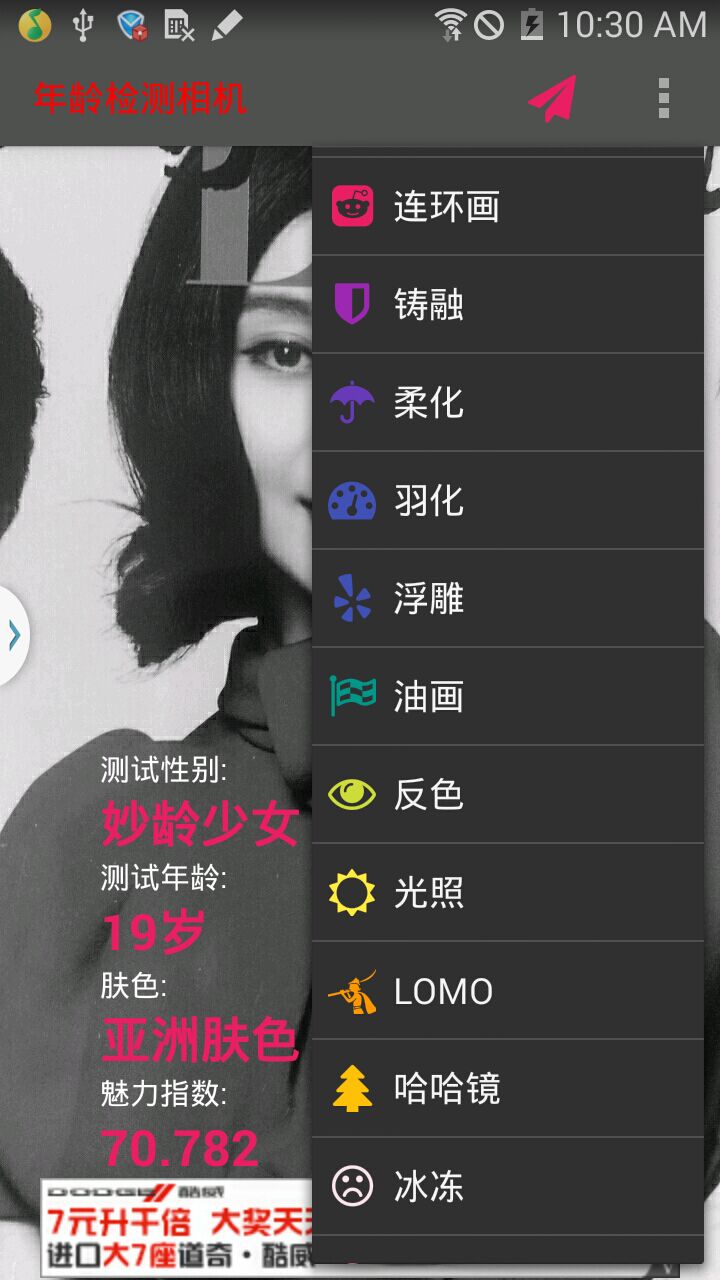 10:30 AM
年龄检测相机
连环画
铸融
柔化
羽化
浮雕
油画
反色
光照
LOMO
哈哈镜
冰冻
测试性别:
妙龄少女
测试年龄:
19岁
肤色:
亚洲肤色
魅力指数:
70.782
DODGE 酷威
7元升千倍 大奖天
进口大7座道奇·酷威